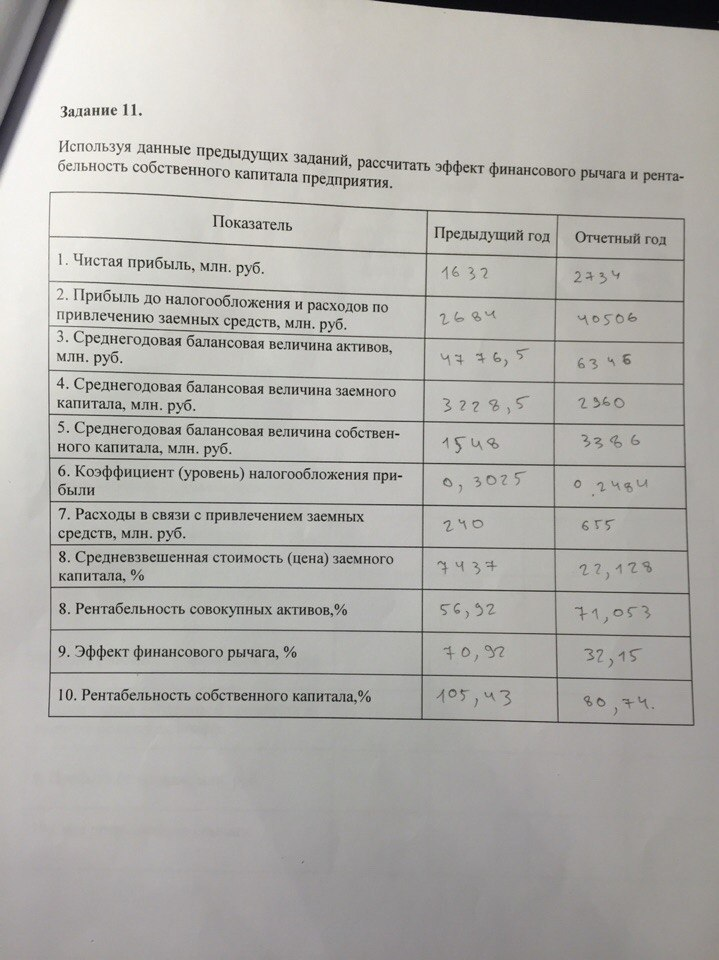 Задание 11.
Используя данные предыдущих заданий, рассчитать эффект финансового рычага и рента-
бельность собственного капитала предприятия.
Показатель Предыдущий год Отчетный год
1. Чистая прибыль, млн. руб. 1632 2734
2. Прибыль до налогообложения и расходов по
привлечению заемных средств, млн. руб. 2684 40506
3. Среднегодовая балансовая величина активов,
млн. руб. 4776,5 6346
4. Среднегодовая балансовая величина заемного
капитала, млн. руб. 3228,5 2960
5. Среднегодовая балансовая величина собствен-
ного капитала, млн. руб. 1548 3386
6. Коэффициент (уровень) налогообложения при-
были 0,3025 0,2484
7. Расходы в связи с привлечением заемных
средств, млн. руб. 240 655
8. Средневзвешенная стоимость (цена) заемного
капитала, % 7437 22,128
8. Рентабельность совокупных активов,% 56,92 71,053
9. Эффект финансового рычага, % 70,92 32,15
10. Рентабельность собственного капитала,% 105,43 80,74.